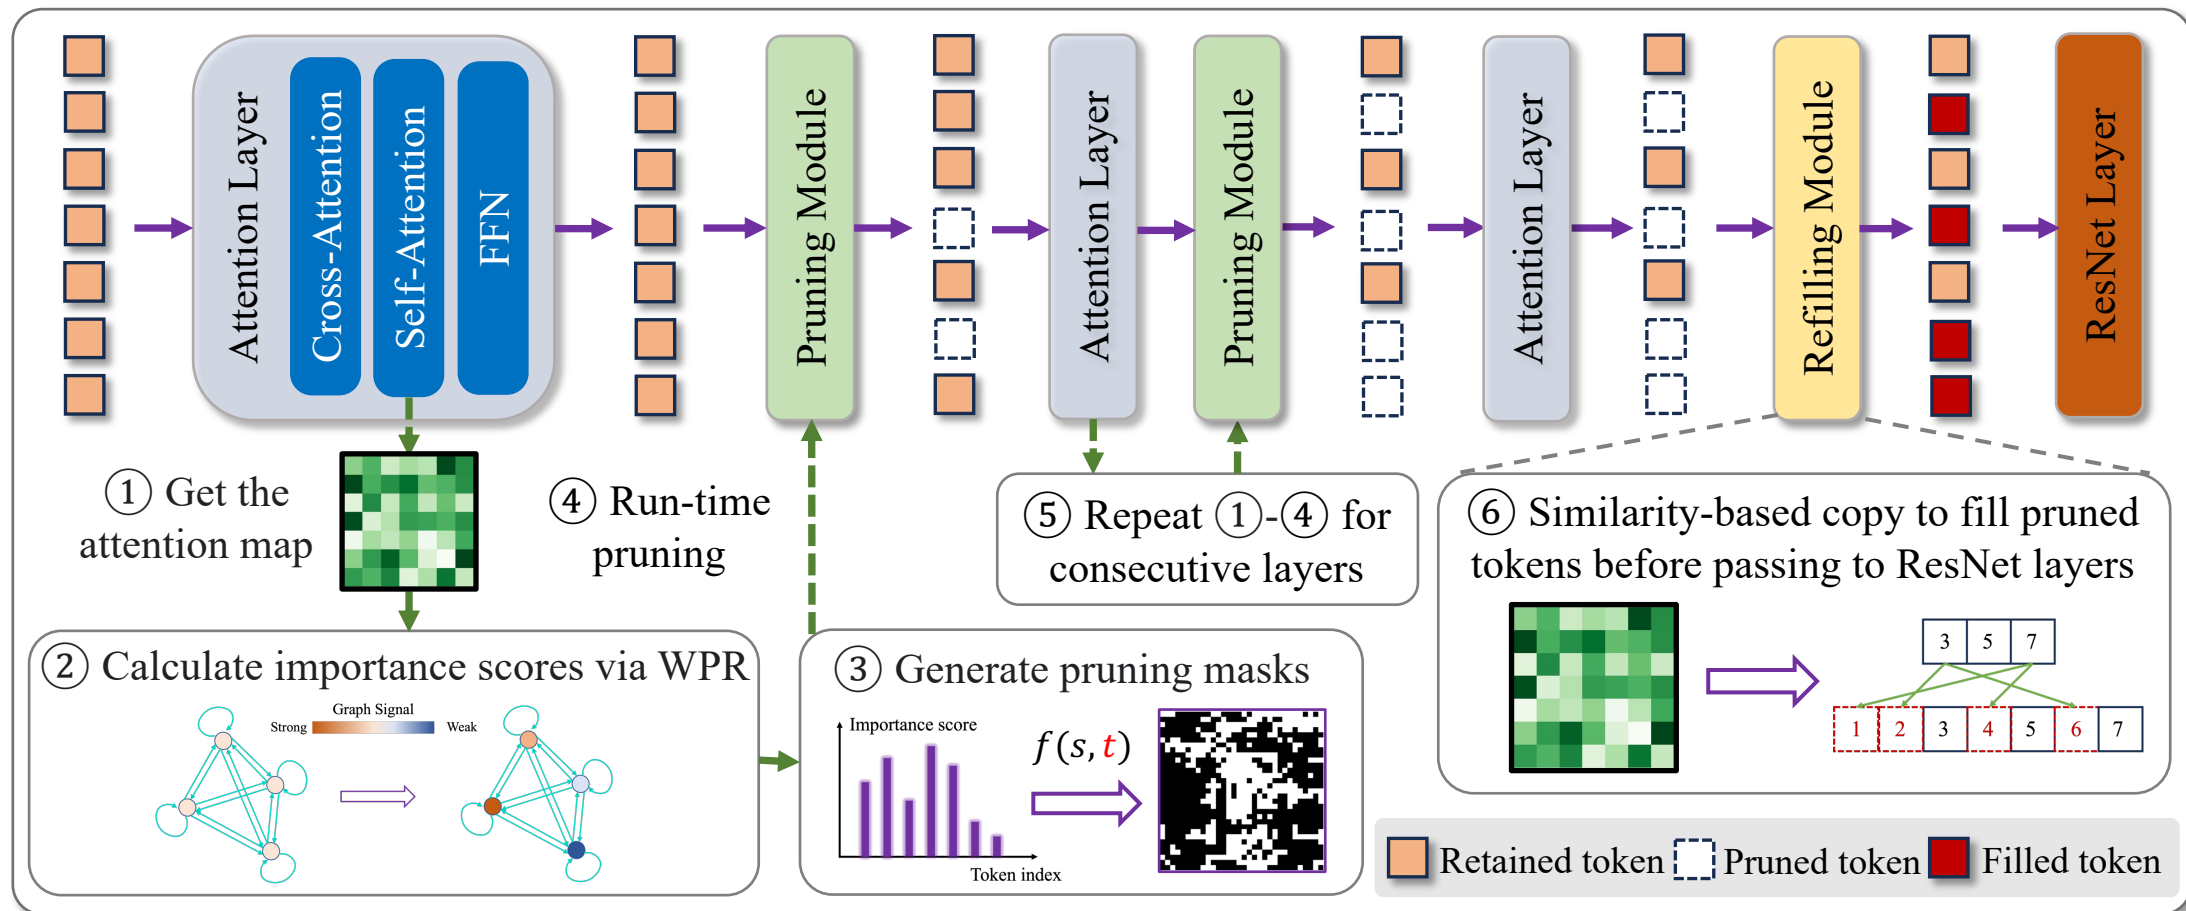 Attention Layer
Cross-Attention
Self-Attention
FFN
Pruning Module
Attention Layer
Pruning Module
Attention Layer
Refilling Module
ResNet Layer
① Get the
attention map
④ Run-time
pruning
⑤ Repeat ①-④ for
consecutive layers
⑥ Similarity-based copy to fill pruned
tokens before passing to ResNet layers
3 5 7
1 2 3 4 5 6 7
② Calculate importance scores via WPR
Graph Signal
Strong Weak
③ Generate pruning masks
Importance score
f(s, t)
Token index
Retained token Pruned token Filled token